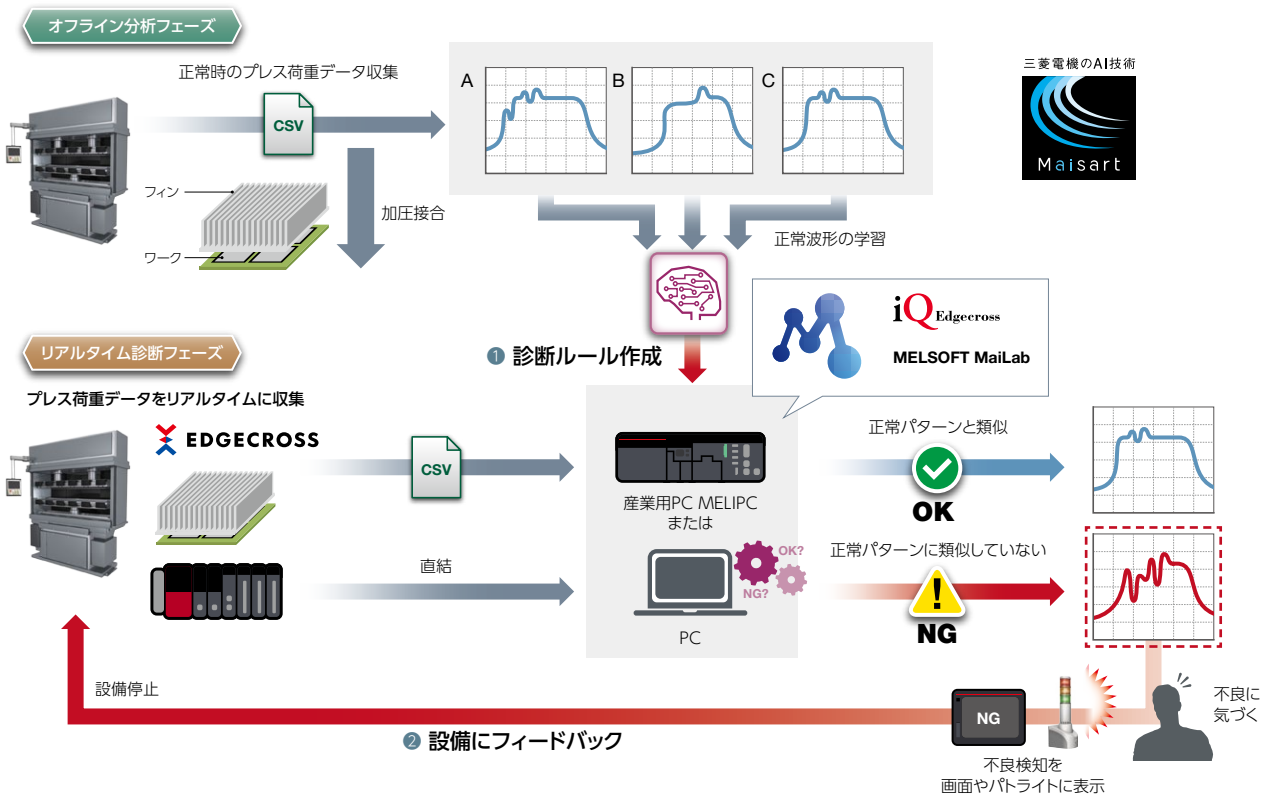 オフライン分析フェーズ
正常時のプレス荷重データ収集
CSV
フィン
ワーク
加圧接合
A
B
C
三菱電機のAI技術
Maisart
正常波形の学習
❶ 診断ルール作成
iQ Edgecross
MELSOFT MaiLab
リアルタイム診断フェーズ
プレス荷重データをリアルタイムに収集
EDGECROSS
CSV
直結
産業用PC MELIPC
または
OK?
NG?
PC
正常パターンと類似
OK
正常パターンに類似していない
NG
設備停止
❷ 設備にフィードバック
NG
不良に
気づく
不良検知を
画面やパトライトに表示